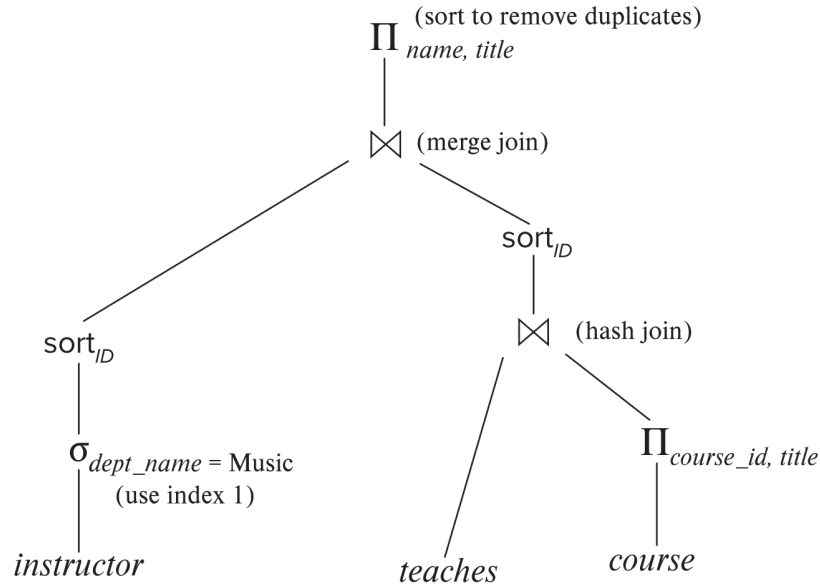 (sort to remove duplicates)
Π name, title
⋈ (merge join)
sort ID
sort ID
⋈ (hash join)
σ dept_name = Music
(use index 1)
Π course_id, title
instructor
teaches
course